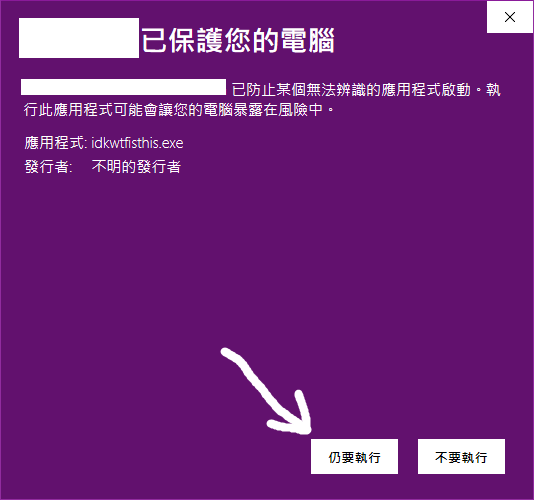 已保護您的電腦
已防止某個無法辨識的應用程式啟動。執
行此應用程式可能會讓您的電腦暴露在風險中。
應用程式: idkwtfisthis.exe
發行者: 不明的發行者
仍要執行 不要執行